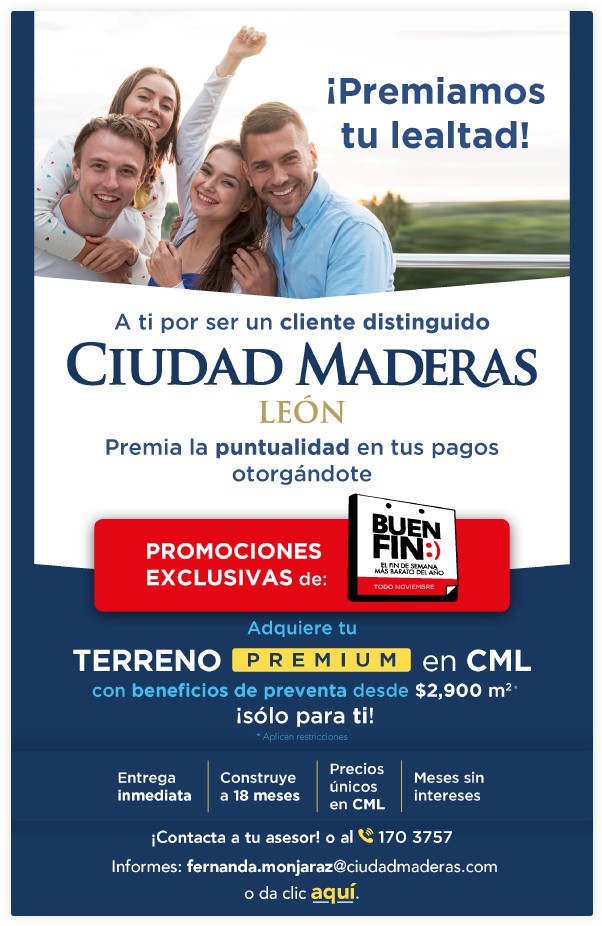 ¡Premiamos
tu lealtad!
A ti por ser un cliente distinguido
CIUDAD MADERAS
LEÓN
Premia la puntualidad en tus pagos
otorgándote
PROMOCIONES
EXCLUSIVAS de:
BUEN
FIN:)
EL FIN DE SEMANA
MÁS BARATO DEL AÑO
TODO NOVIEMBRE
Adquiere tu
TERRENO PREMIUM en CML
con beneficios de preventa desde $2,900 m²*
¡sólo para ti!
* Aplican restricciones
Entrega
inmediata
Construye
a 18 meses
Precios
únicos
en CML
Meses sin
intereses
¡Contacta a tu asesor! o al 170 3757
Informes: fernanda.monjaraz@ciudadmaderas.com
o da clic aquí.